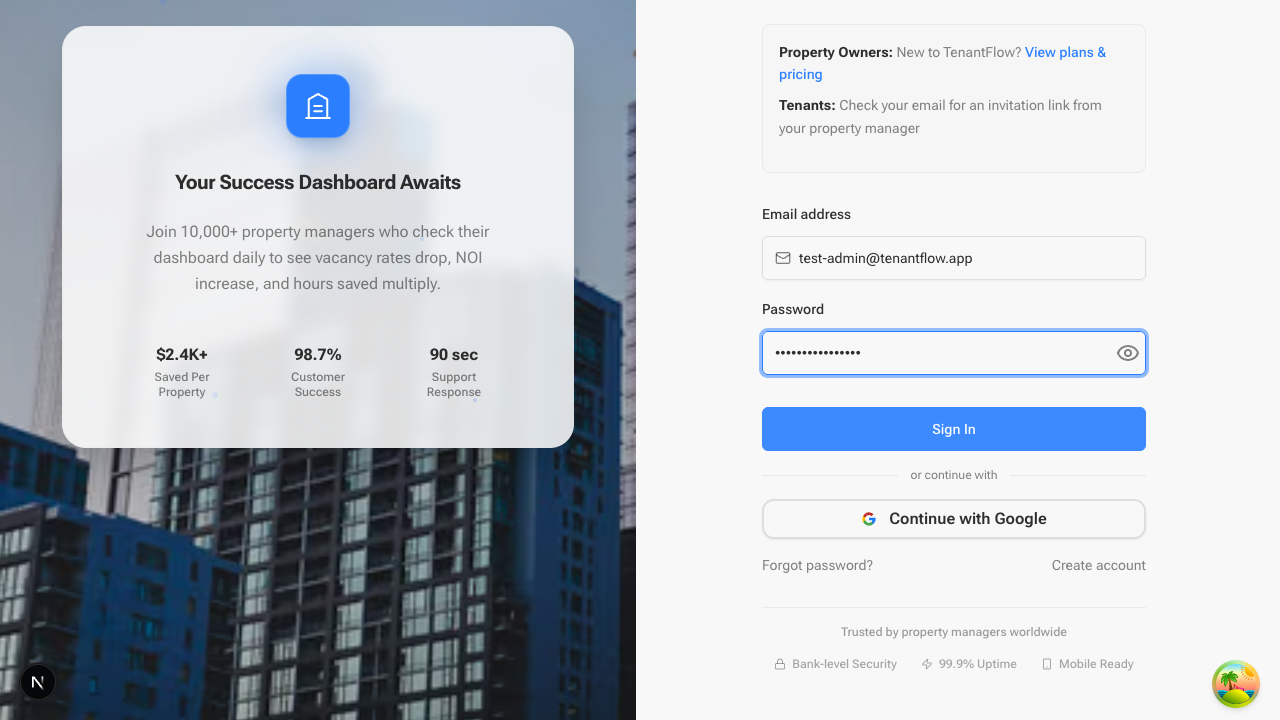 Your Success Dashboard Awaits
Join 10,000+ property managers who check their
dashboard daily to see vacancy rates drop, NOI
increase, and hours saved multiply.
$2.4K+
Saved Per
Property
98.7%
Customer
Success
90 sec
Support
Response
N
Property Owners: New to TenantFlow? View plans &
pricing
Tenants: Check your email for an invitation link from
your property manager
Email address
test-admin@tenantflow.app
Password
••••••••••••••••
Sign In
or continue with
G Continue with Google
Forgot password?
Create account
Trusted by property managers worldwide
Bank-level Security
99.9% Uptime
Mobile Ready